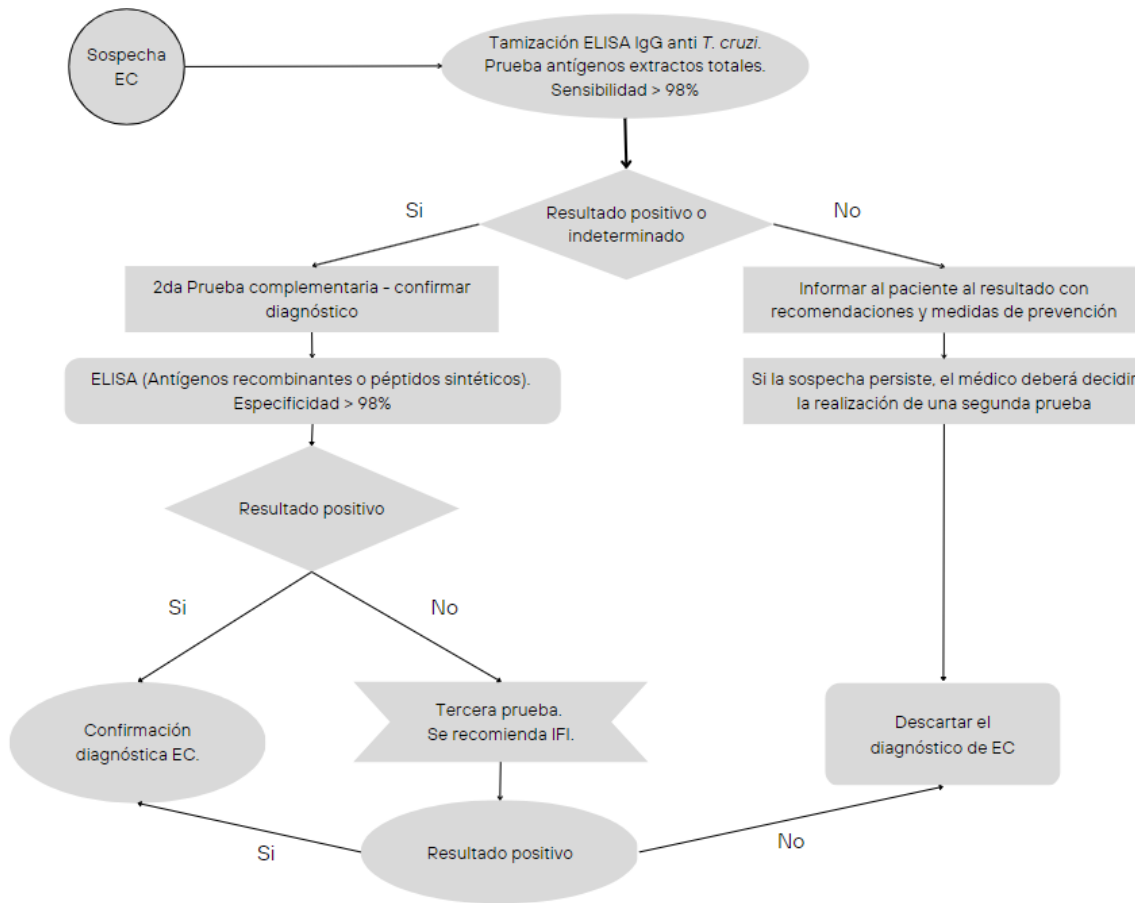 Sospecha
EC
Tamización ELISA IgG anti T. cruzi.
Prueba antígenos extractos totales.
Sensibilidad > 98%
Si
Resultado positivo o
indeterminado
No
2da Prueba complementaria - confirmar
diagnóstico
Informar al paciente al resultado con
recomendaciones y medidas de prevención
ELISA (Antígenos recombinantes o péptidos sintéticos).
Especificidad > 98%
Si la sospecha persiste, el médico deberá decidir
la realización de una segunda prueba
Resultado positivo
Si
No
Confirmación
diagnóstica EC.
Tercera prueba.
Se recomienda IFI.
Descartar el
diagnóstico de EC
Si
Resultado positivo
No